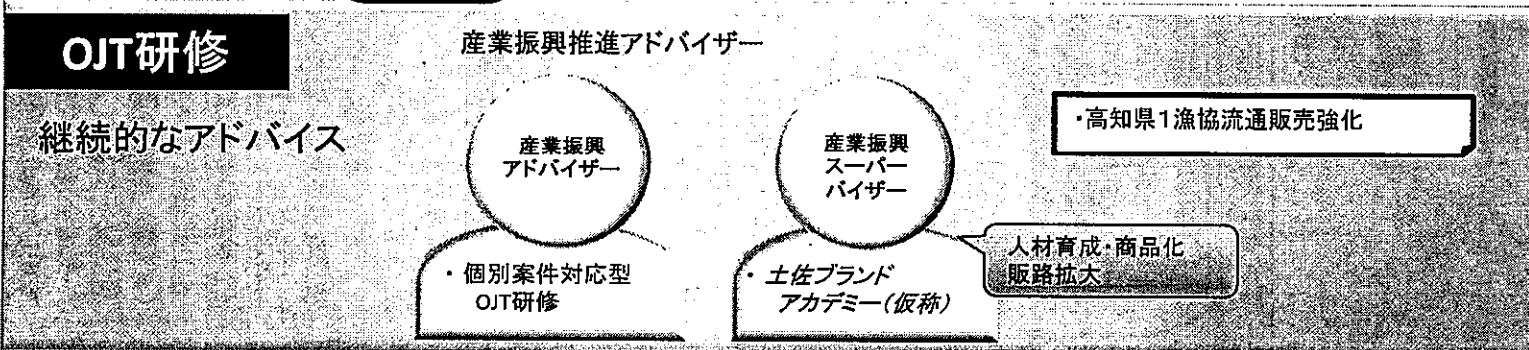 OJT研修
継続的なアドバイス
産業振興推進アドバイザー
産業振興
アドバイザー
・ 個別案件対応型
OJT研修
産業振興
スーパー
バイザー
・ 土佐ブランド
アカデミー(仮称)
人材育成・商品化
販路拡大
・高知県1漁協流通販売強化